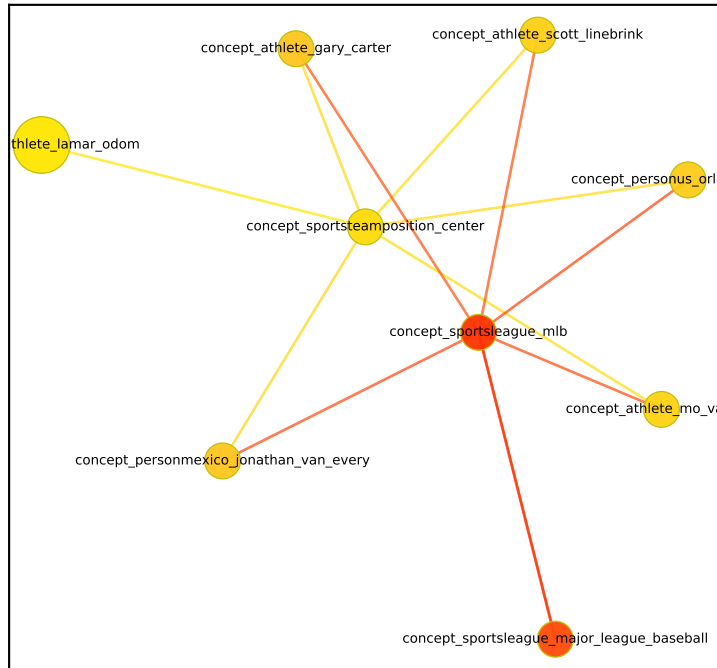 concept_athlete_scott_linebrink
concept_athlete_gary_carter
thlete_lamar_odom
concept_personus_orl
concept_sportsteamposition_center
concept_sportsleague_mlb
concept_athlete_mo_va
concept_personmexico_jonathan_van_every
concept_sportsleague_major_league_baseball